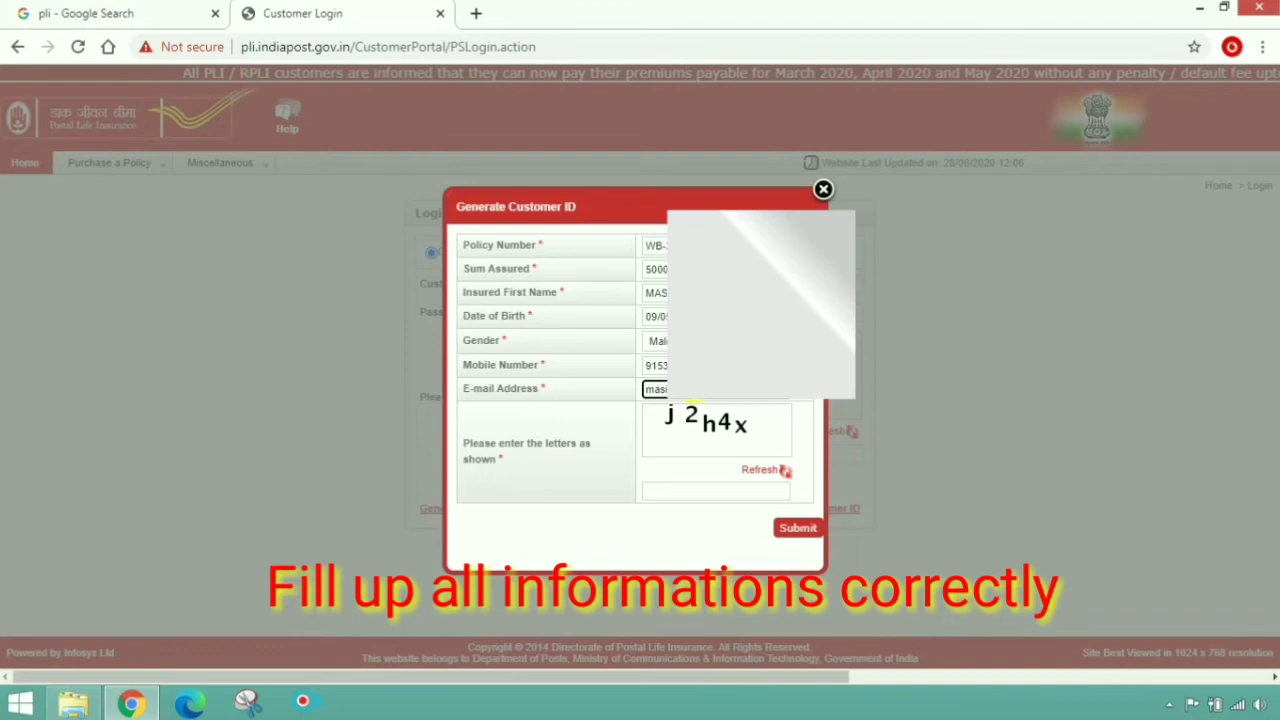 pli - Google Search
Customer Login
Not secure
pli.indiapost.gov.in/CustomerPortal/PSLogin.action
All PLI / RPLI customers are informed that they can now pay their premiums payable for March 2020, April 2020 and May 2020 without any penalty / default fee upto
डाक जीवन बीमा
Postal Life Insurance
Help
Home
Purchase a Policy
Miscellaneous
Website Last Updated on: 28/06/2020 12:06
Home » Login
Generate Customer ID
Policy Number *
WB-
Sum Assured *
5000
Insured First Name *
MAS
Date of Birth *
09/0
Gender *
Male
Mobile Number *
9153
E-mail Address *
masi
j 2h4x
Please enter the letters as
shown *
Refresh
Submit
Fill up all informations correctly
Powered by Infosys Ltd.
Copyright © 2014 Directorate of Postal Life Insurance. All Rights Reserved.
This website belongs to Department of Posts, Ministry of Communications & Information Technology, Government of India
Site Best Viewed in 1024 x 768 resolution